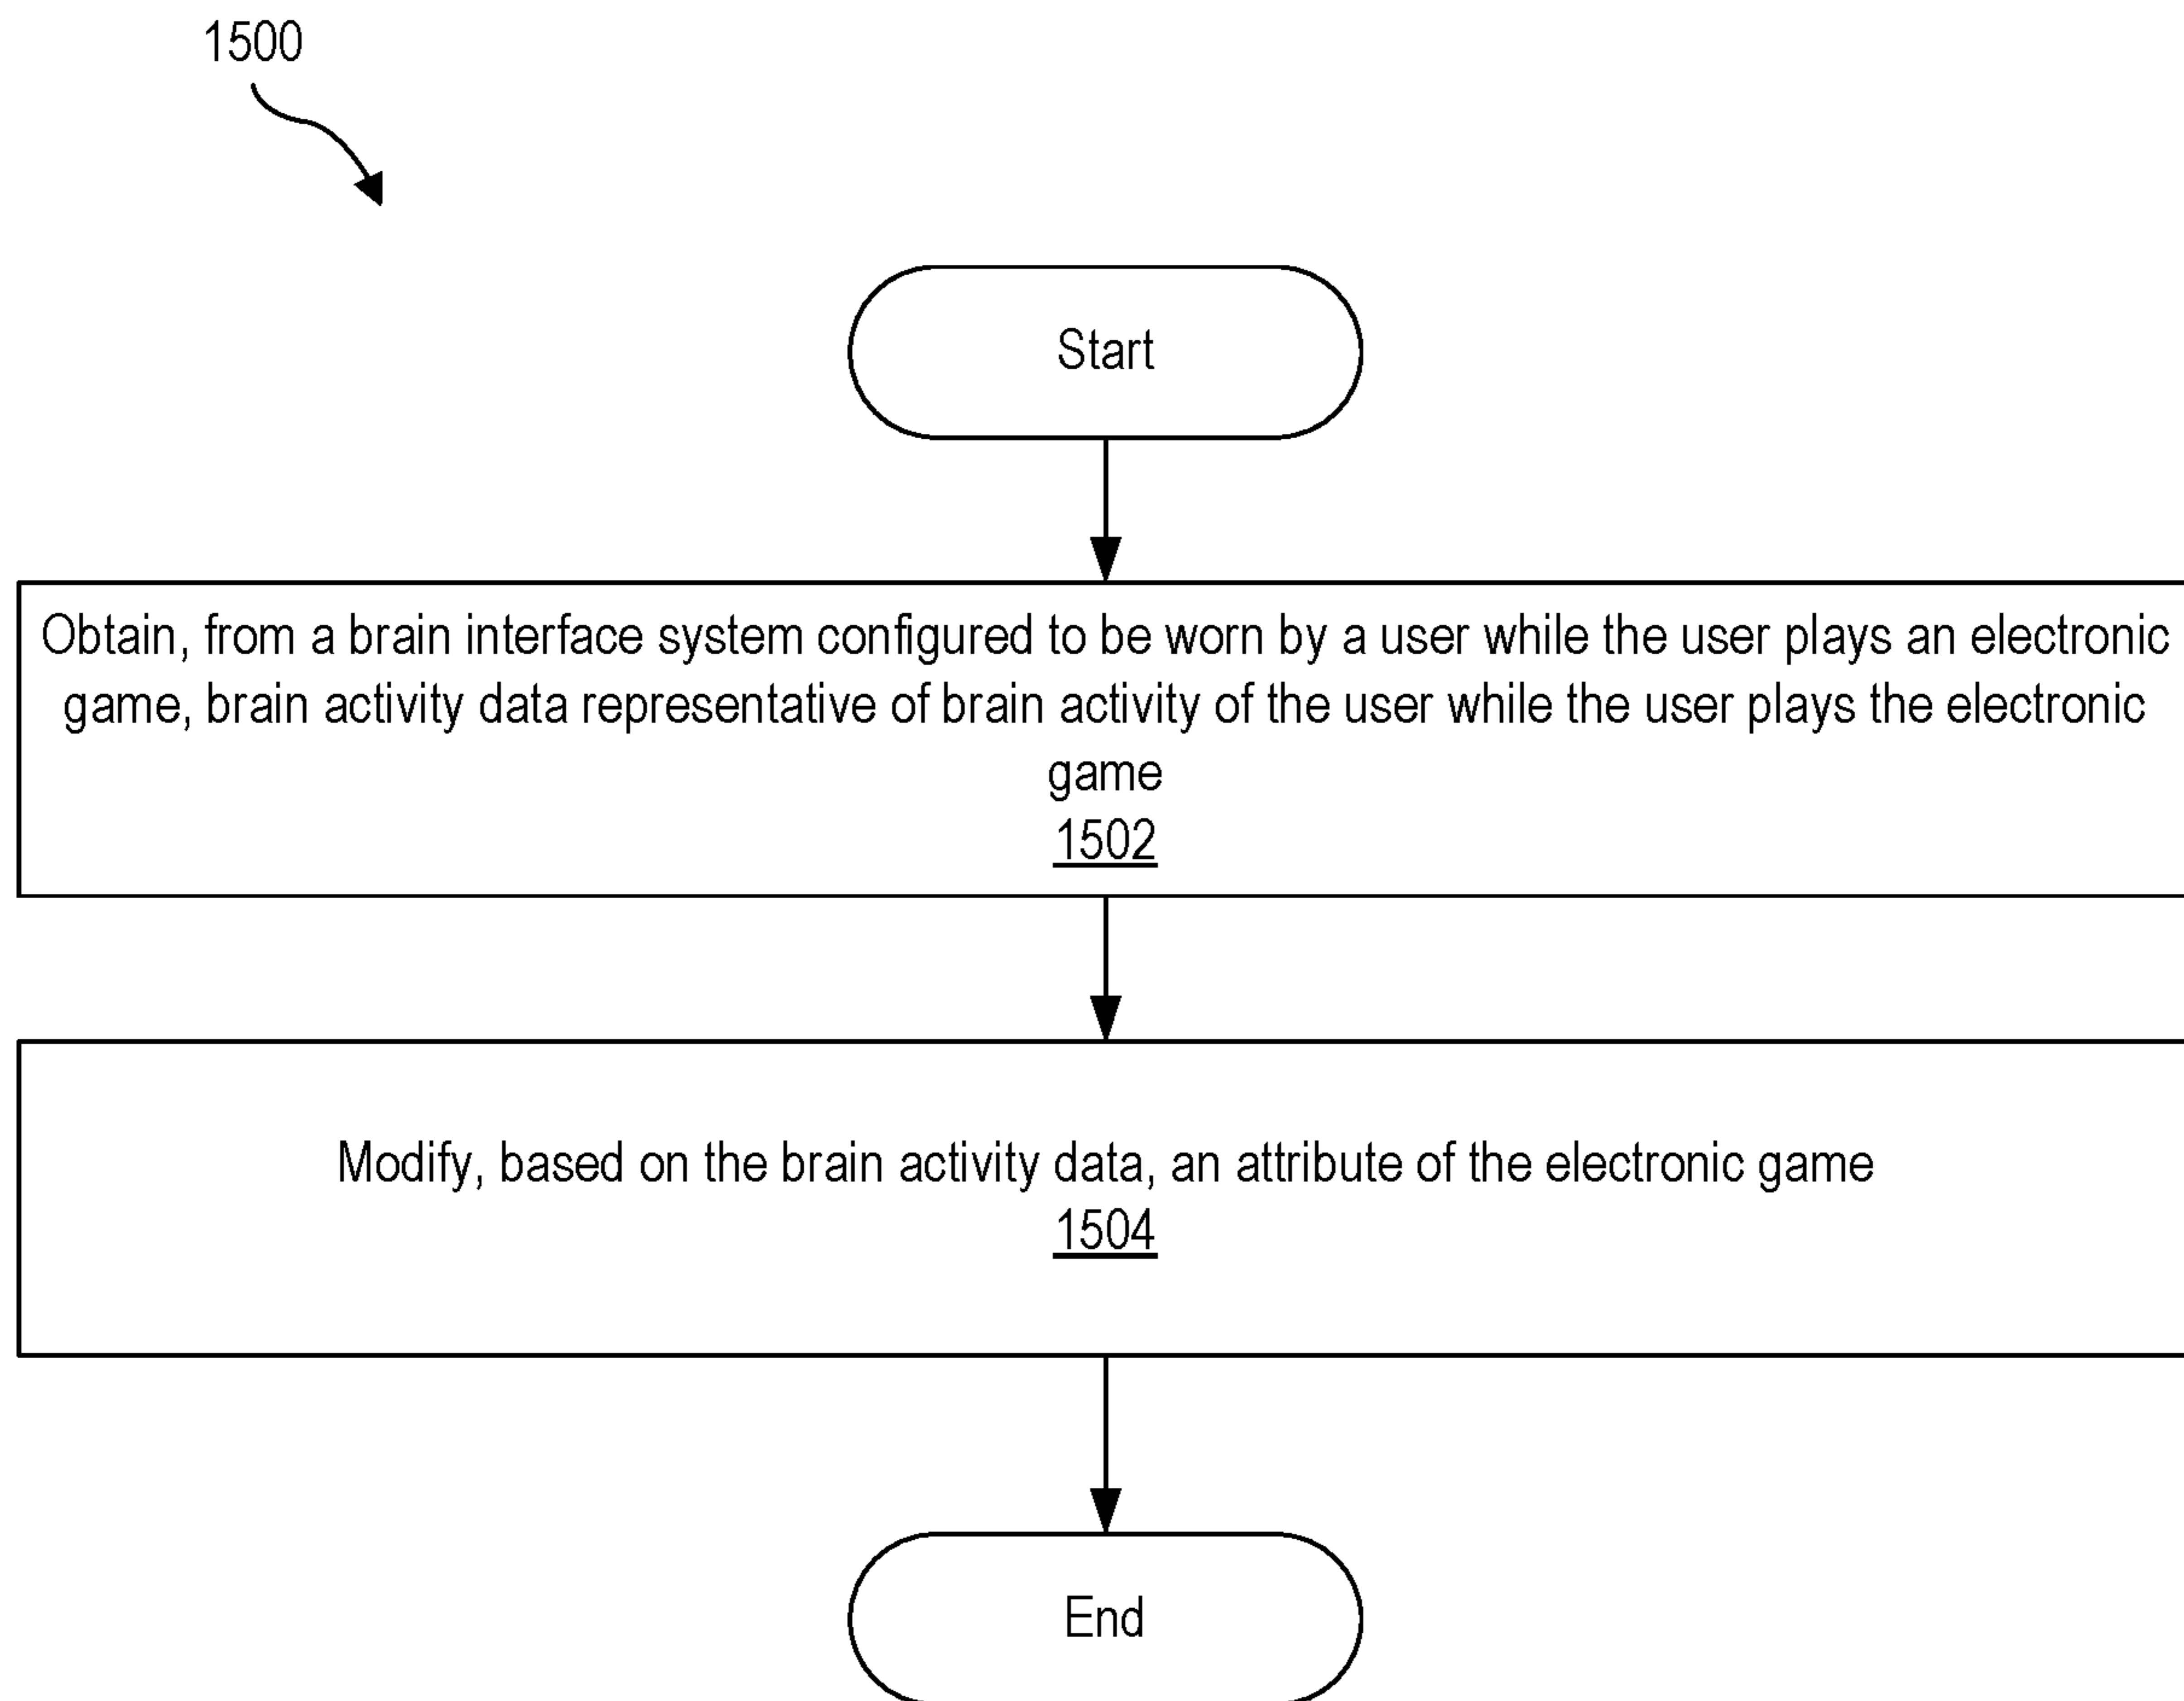 1500
Start
Obtain, from a brain interface system configured to be worn by a user while the user plays an electronic
game, brain activity data representative of brain activity of the user while the user plays the electronic
game
1502
Modify, based on the brain activity data, an attribute of the electronic game
1504
End